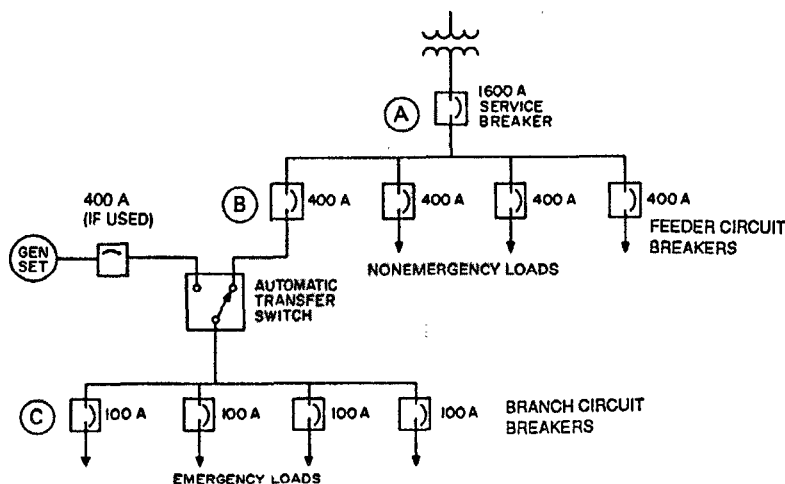 1600 A
SERVICE
BREAKER
A
400 A
(IF USED)
B
400 A
400 A
400 A
400 A
FEEDER CIRCUIT
BREAKERS
GEN
SET
NONEMERGENCY LOADS
AUTOMATIC
TRANSFER
SWITCH
C
100 A
100 A
100 A
100 A
BRANCH CIRCUIT
BREAKERS
EMERGENCY LOADS